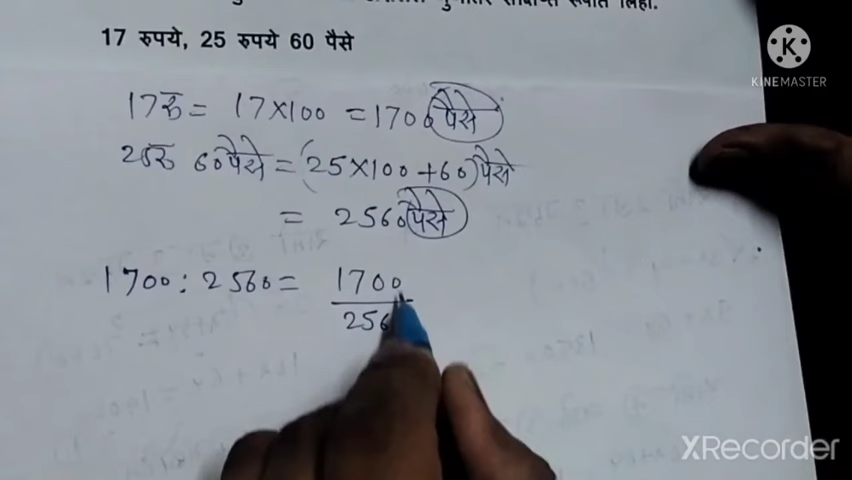 गुणोत्तर संक्षिप्त रूपात लिहा.
17 रुपये, 25 रुपये 60 पैसे
K
KINEMASTER
17रु = 17×100 = 1700 पैसे
25रु 60पैसे = (25×100+60) पैसे
= 2560 पैसे
1700 : 2560 = 1700
256
XRecorder